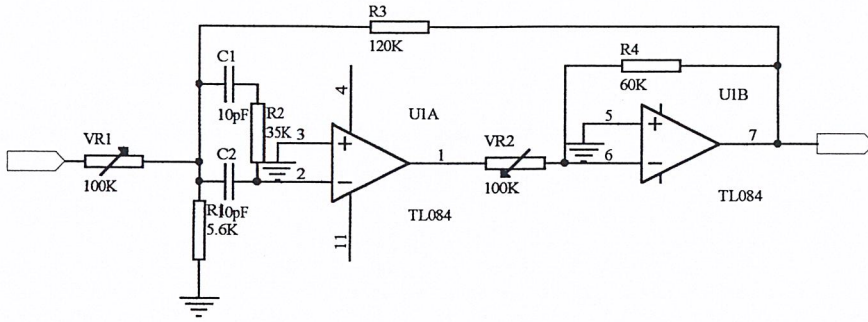 R3
120K
C1
R4
4
60K
10pF
R2
U1A
U1B
35K
3
5
7
VR1
C2
VR2
1
6
100K
2
100K
10pF
R1
5.6K
TL084
TL084
11